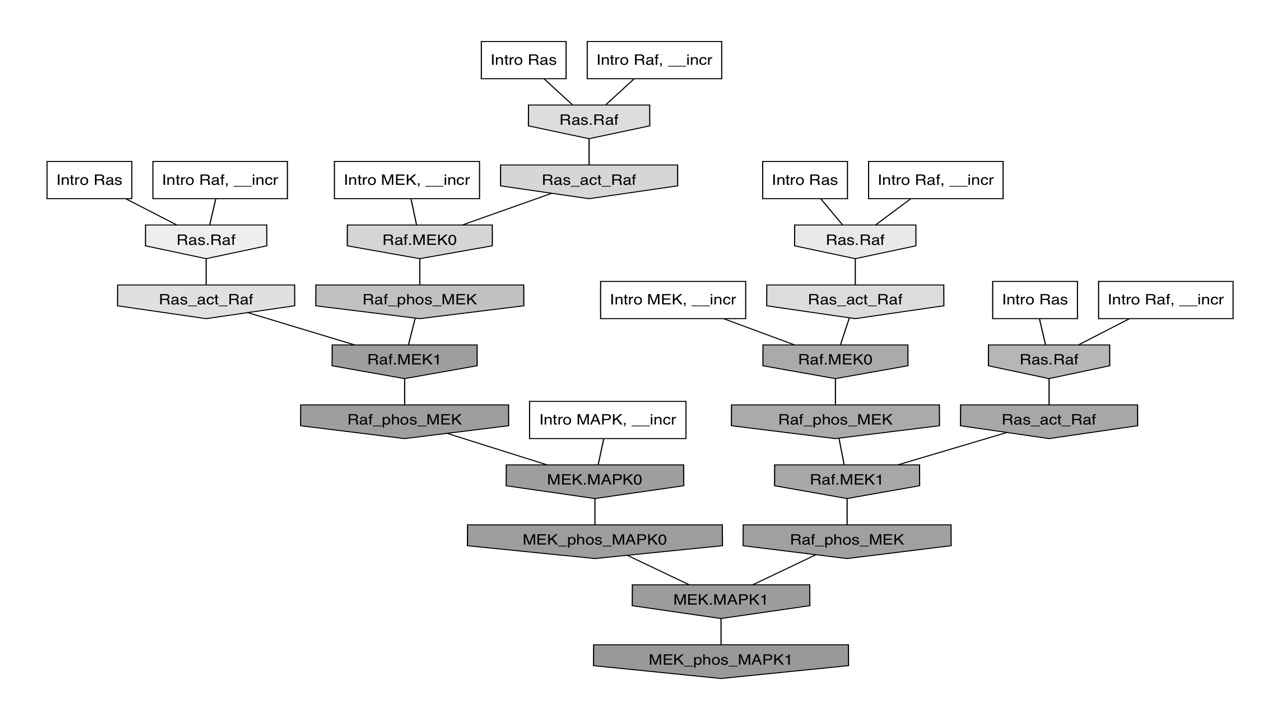 Intro Ras
Intro Raf, __incr
Ras.Raf
Intro Ras
Intro Raf, __incr
Intro MEK, __incr
Ras_act_Raf
Intro Ras
Intro Raf, __incr
Ras.Raf
Raf.MEK0
Ras.Raf
Ras_act_Raf
Raf_phos_MEK
Intro MEK, __incr
Ras_act_Raf
Intro Ras
Intro Raf, __incr
Raf.MEK1
Raf.MEK0
Ras.Raf
Raf_phos_MEK
Intro MAPK, __incr
Raf_phos_MEK
Ras_act_Raf
MEK.MAPK0
Raf.MEK1
MEK_phos_MAPK0
Raf_phos_MEK
MEK.MAPK1
MEK_phos_MAPK1